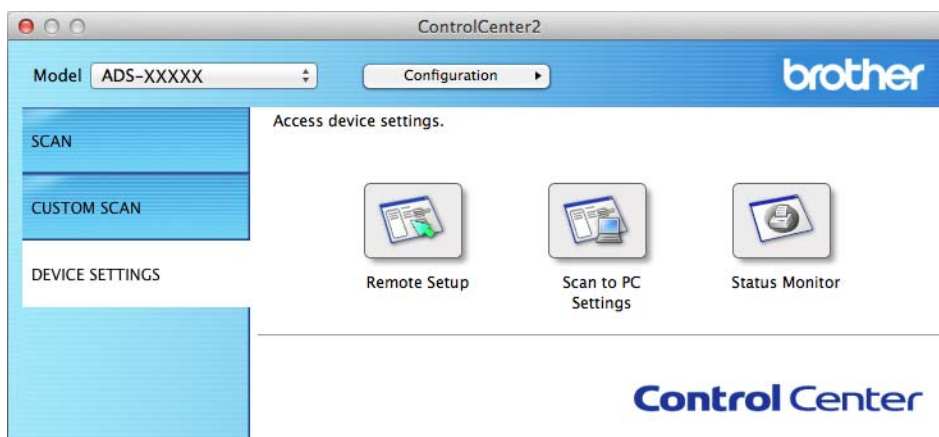 ControlCenter2
Model ADS-XXXXX Configuration brother
Access device settings.
SCAN
CUSTOM SCAN
DEVICE SETTINGS
Remote Setup
Scan to PC
Settings
Status Monitor
Control Center